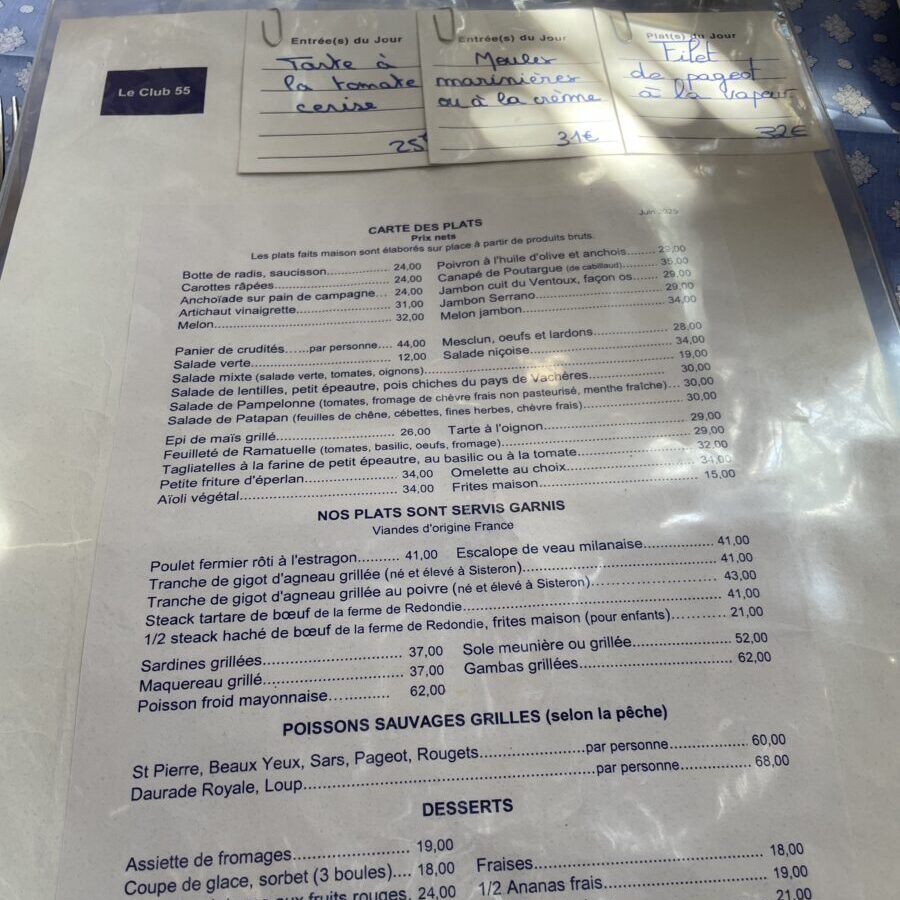 Le Club 55
Entrée(s) du Jour
Tarte à
la tomate
cerise
25€
Entrée(s) du Jour
Moules
marinières
ou à la crème
31€
Plat(s) du Jour
Filet
de pageot
à la vapeur
32€
Juin 2025
CARTE DES PLATS
Prix nets
Les plats faits maison sont élaborés sur place à partir de produits bruts.
Botte de radis, saucisson.................. 24,00 Poivron à l'huile d'olive et anchois....... 29,00
Carottes râpées............................ 24,00 Canapé de Poutargue (de cabillaud)......... 35,00
Anchoïade sur pain de campagne... 24,00 Jambon cuit du Ventoux, façon os...... 29,00
Artichaut vinaigrette...................... 31,00 Jambon Serrano............................ 29,00
Melon...................................... 32,00 Melon jambon.............................. 34,00
Panier de crudités......par personne.... 44,00 Mesclun, oeufs et lardons.................. 28,00
Salade verte............................... 12,00 Salade niçoise............................. 34,00
Salade mixte (salade verte, tomates, oignons)............................ 19,00
Salade de lentilles, petit épeautre, pois chiches du pays de Vachères................ 30,00
Salade de Pampelonne (tomates, fromage de chèvre frais non pasteurisé, menthe fraîche)... 30,00
Salade de Patapan (feuilles de chêne, cébettes, fines herbes, chèvre frais)............ 30,00
Epi de maïs grillé......................... 26,00 Tarte à l'oignon........................... 29,00
Feuilleté de Ramatuelle (tomates, basilic, oeufs, fromage)............................ 29,00
Tagliatelles à la farine de petit épeautre, au basilic ou à la tomate................ 32,00
Petite friture d'éperlan................... 34,00 Omelette au choix.......................... 34,00
Aïoli végétal.............................. 34,00 Frites maison.............................. 15,00
NOS PLATS SONT SERVIS GARNIS
Viandes d'origine France
Poulet fermier rôti à l'estragon.......... 41,00 Escalope de veau milanaise................ 41,00
Tranche de gigot d'agneau grillée (né et élevé à Sisteron)............................ 41,00
Tranche de gigot d'agneau grillée au poivre (né et élevé à Sisteron)................ 43,00
Steack tartare de bœuf de la ferme de Redondie............................ 41,00
1/2 steack haché de bœuf de la ferme de Redondie, frites maison (pour enfants)............ 21,00
Sardines grillées.......................... 37,00 Sole meunière ou grillée................... 52,00
Maquereau grillé........................... 37,00 Gambas grillées............................ 62,00
Poisson froid mayonnaise............. 62,00
POISSONS SAUVAGES GRILLES (selon la pêche)
St Pierre, Beaux Yeux, Sars, Pageot, Rougets....................par personne................ 60,00
Daurade Royale, Loup............................par personne................ 68,00
DESSERTS
Assiette de fromages....................... 19,00 Fraises.................................... 18,00
Coupe de glace, sorbet (3 boules).... 18,00 1/2 Ananas frais........................... 19,00
aux fruits rouges. 24,00 21,00